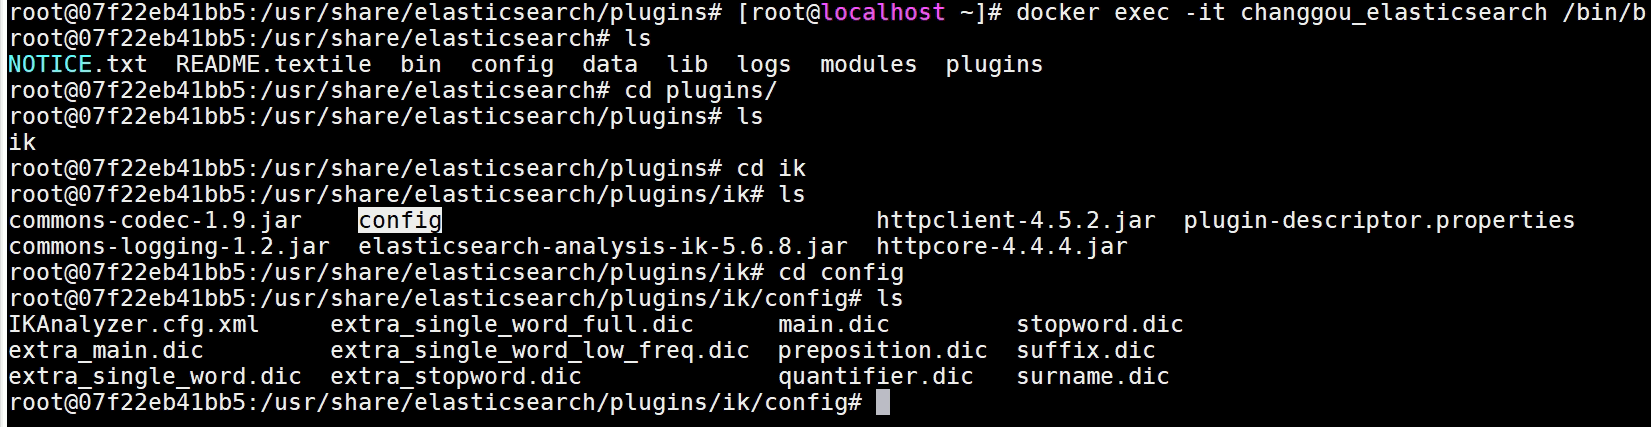 root@07f22eb41bb5:/usr/share/elasticsearch/plugins# [root@localhost ~]# docker exec -it changgou_elasticsearch /bin/b
root@07f22eb41bb5:/usr/share/elasticsearch# ls
NOTICE.txt  README.textile  bin  config  data  lib  logs  modules  plugins
root@07f22eb41bb5:/usr/share/elasticsearch# cd plugins/
root@07f22eb41bb5:/usr/share/elasticsearch/plugins# ls
ik
root@07f22eb41bb5:/usr/share/elasticsearch/plugins# cd ik
root@07f22eb41bb5:/usr/share/elasticsearch/plugins/ik# ls
commons-codec-1.9.jar    config                               httpclient-4.5.2.jar  plugin-descriptor.properties
commons-logging-1.2.jar  elasticsearch-analysis-ik-5.6.8.jar  httpcore-4.4.4.jar
root@07f22eb41bb5:/usr/share/elasticsearch/plugins/ik# cd config
root@07f22eb41bb5:/usr/share/elasticsearch/plugins/ik/config# ls
IKAnalyzer.cfg.xml     extra_single_word_full.dic      main.dic         stopword.dic
extra_main.dic         extra_single_word_low_freq.dic  preposition.dic  suffix.dic
extra_single_word.dic  extra_stopword.dic              quantifier.dic   surname.dic
root@07f22eb41bb5:/usr/share/elasticsearch/plugins/ik/config#